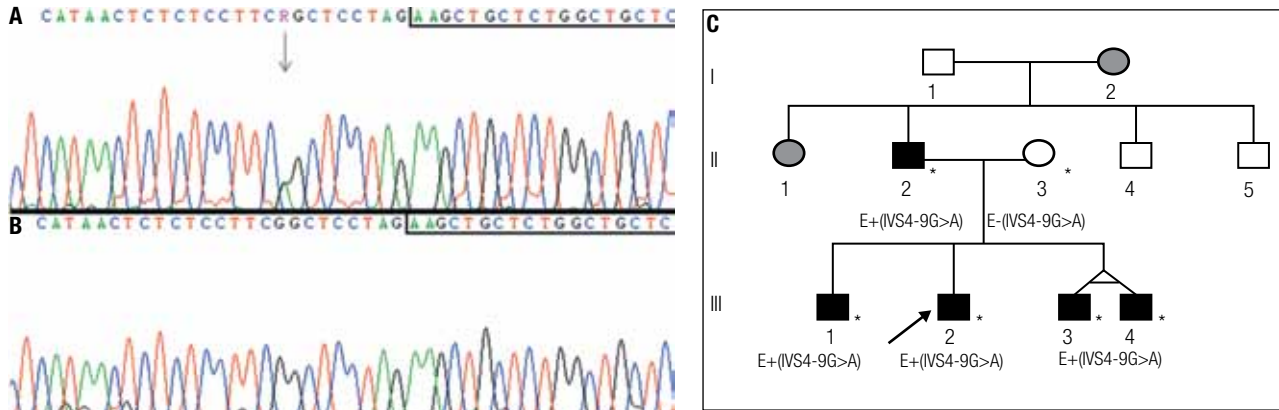 A CATAACTCTCTCCTTCRGCTCCTAGAAGCTGCTCTGGCTGCTC
B CATAACTCTCTCCTTCGGCTCCTAGAAGCTGCTCTGGCTGCTC
C
I
1 2
II
1 2 * 3 * 4 5
E+(IVS4-9G>A) E-(IVS4-9G>A)
III
1 * 2 * 3 * 4 *
E+(IVS4-9G>A) E+(IVS4-9G>A) E+(IVS4-9G>A)